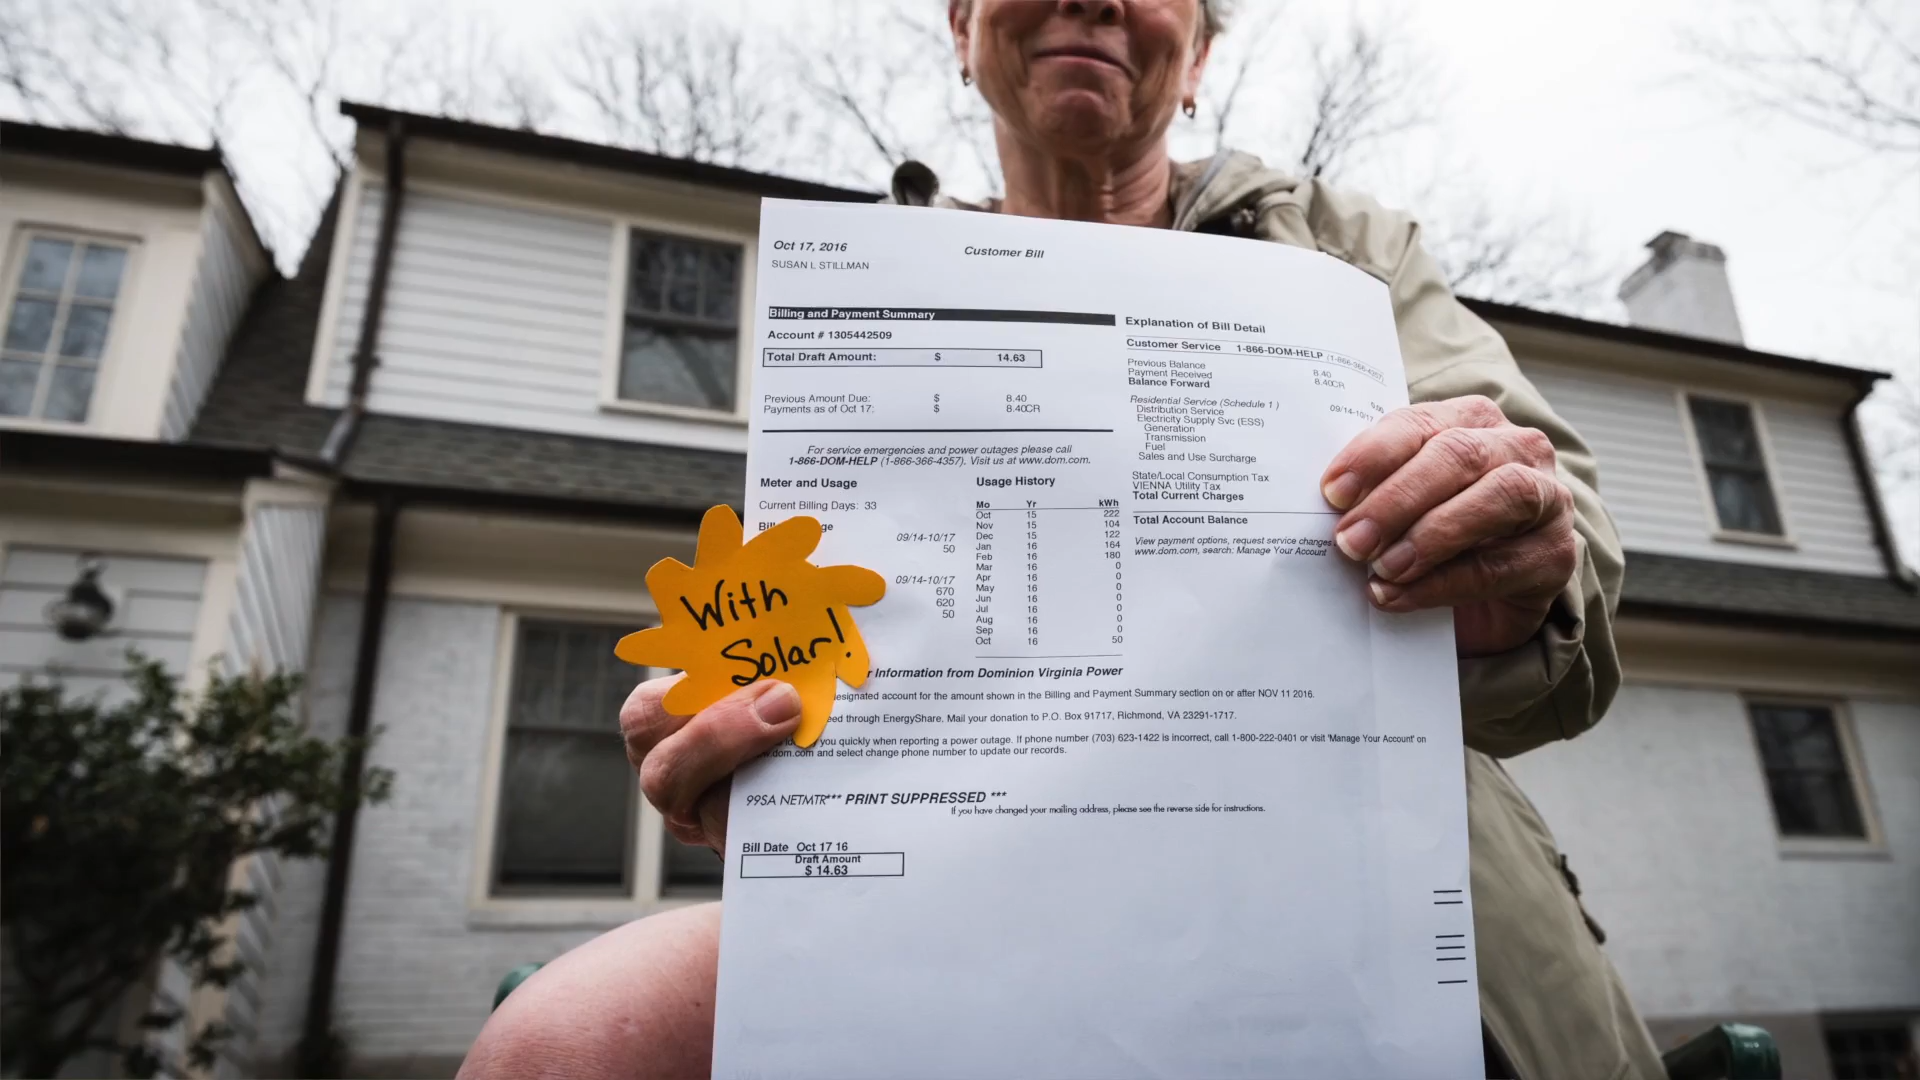 Oct 17, 2016
Customer Bill
SUSAN L STILLMAN
Billing and Payment Summary
Account # 1305442509
Total Draft Amount: $ 14.63
Previous Amount Due: $ 8.40
Payments as of Oct 17: $ 8.40CR
For service emergencies and power outages please call
1-866-DOM-HELP (1-866-366-4357). Visit us at www.dom.com.
Meter and Usage
Current Billing Days: 33
09/14-10/17
50
09/14-10/17
670
620
50
Usage History
Mo Yr kWh
Oct 15 222
Nov 15 104
Dec 15 122
Jan 16 164
Feb 16 180
Mar 16 0
Apr 16 0
May 16 0
Jun 16 0
Jul 16 0
Aug 16 0
Sep 16 0
Oct 16 50
Explanation of Bill Detail
Customer Service 1-866-DOM-HELP (1-866-366-4357)
Previous Balance 8.40
Payment Received 8.40CR
Balance Forward 0.00
Residential Service (Schedule 1 ) 09/14-10/17
Distribution Service
Electricity Supply Svc (ESS)
Generation
Transmission
Fuel
Sales and Use Surcharge
State/Local Consumption Tax
VIENNA Utility Tax
Total Current Charges
Total Account Balance
View payment options, request service changes
www.dom.com, search: Manage Your Account
With
Solar!
Information from Dominion Virginia Power
account for the amount shown in the Billing and Payment Summary section on or after NOV 11 2016.
through EnergyShare. Mail your donation to P.O. Box 91717, Richmond, VA 23291-1717.
you quickly when reporting a power outage. If phone number (703) 623-1422 is incorrect, call 1-800-222-0401 or visit 'Manage Your Account' on
.dom.com and select change phone number to update our records.
99SA NETMTR*** PRINT SUPPRESSED ***
If you have changed your mailing address, please see the reverse side for instructions.
Bill Date Oct 17 16
Draft Amount
$ 14.63